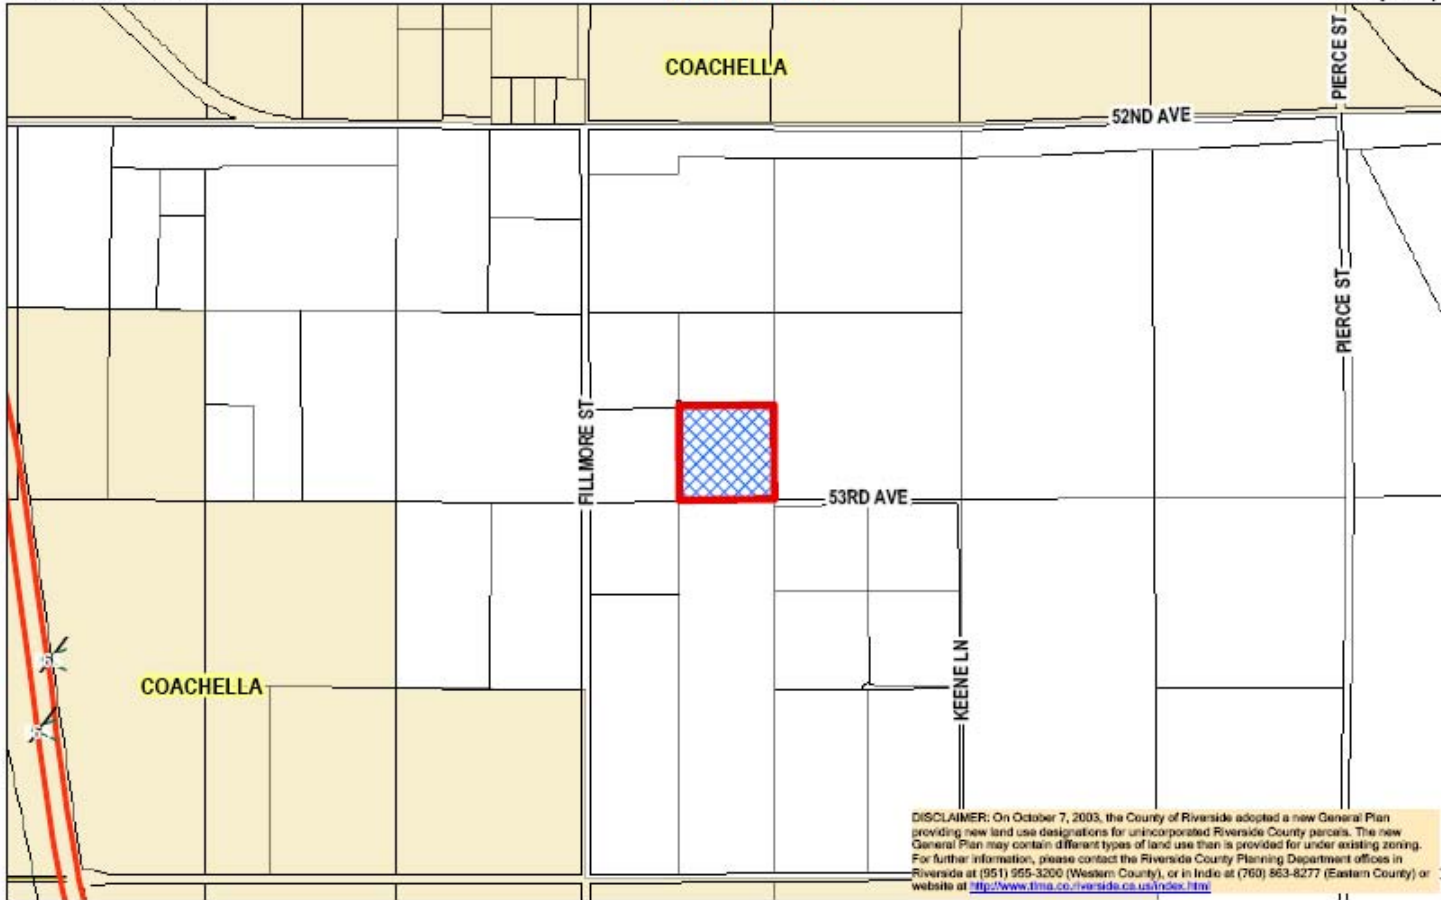 COACHELLA
PIERCE ST
52ND AVE
PIERCE ST
FILLMORE ST
53RD AVE
KEENE LN
COACHELLA
DISCLAIMER: On October 7, 2003, the County of Riverside adopted a new General Plan
providing new land use designations for unincorporated Riverside County parcels. The new
General Plan may contain different types of land use than is provided for under existing zoning.
For further information, please contact the Riverside County Planning Department offices in
Riverside at (951) 955-3200 (Western County), or in Indio at (760) 863-8277 (Eastern County) or
website at http://www.tlma.co.riverside.ca.us/index.html